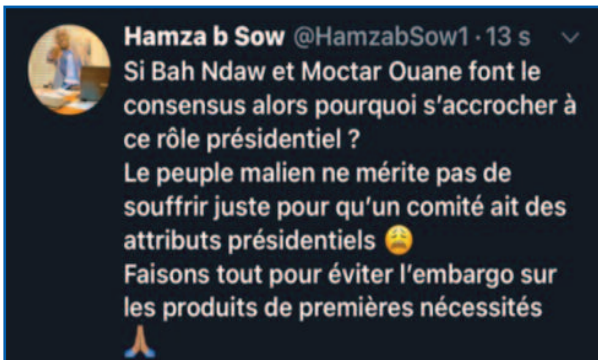 Hamza b Sow @HamzabSow1 · 13 s
Si Bah Ndaw et Moctar Ouane font le
consensus alors pourquoi s'accrocher à
ce rôle présidentiel ?
Le peuple malien ne mérite pas de
souffrir juste pour qu'un comité ait des
attributs présidentiels 😩
Faisons tout pour éviter l'embargo sur
les produits de premières nécessités
🙏🏽